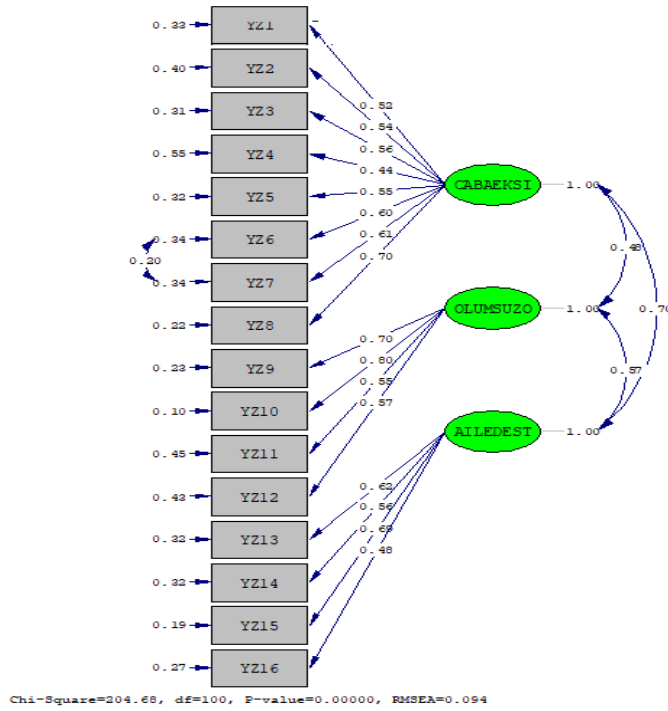 0.33 YZ1
0.40 YZ2
0.31 YZ3
0.55 YZ4
0.32 YZ5
0.34 YZ6
0.20
0.34 YZ7
0.22 YZ8
0.23 YZ9
0.10 YZ10
0.45 YZ11
0.43 YZ12
0.32 YZ13
0.32 YZ14
0.19 YZ15
0.27 YZ16
0.52
0.54
0.56
0.44
0.55
0.60
0.61
0.70
0.70
0.80
0.55
0.57
0.62
0.56
0.69
0.48
CABAEKSI 1.00
OLUMSUZO 1.00
AILEDEST 1.00
0.48
0.70
0.57
Chi-Square=204.68, df=100, P-value=0.00000, RMSEA=0.094